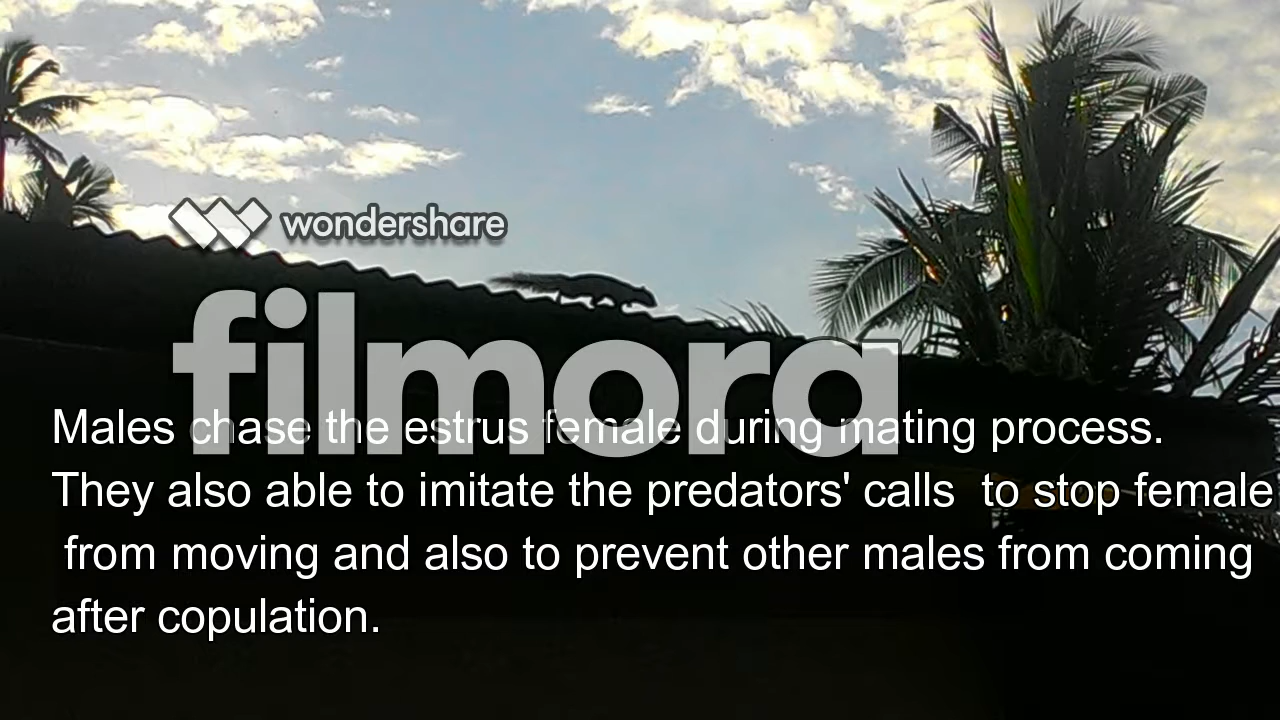 wondershare
filmora
Males chase the estrus female during mating process.
They also able to imitate the predators' calls  to stop female
from moving and also to prevent other males from coming
after copulation.